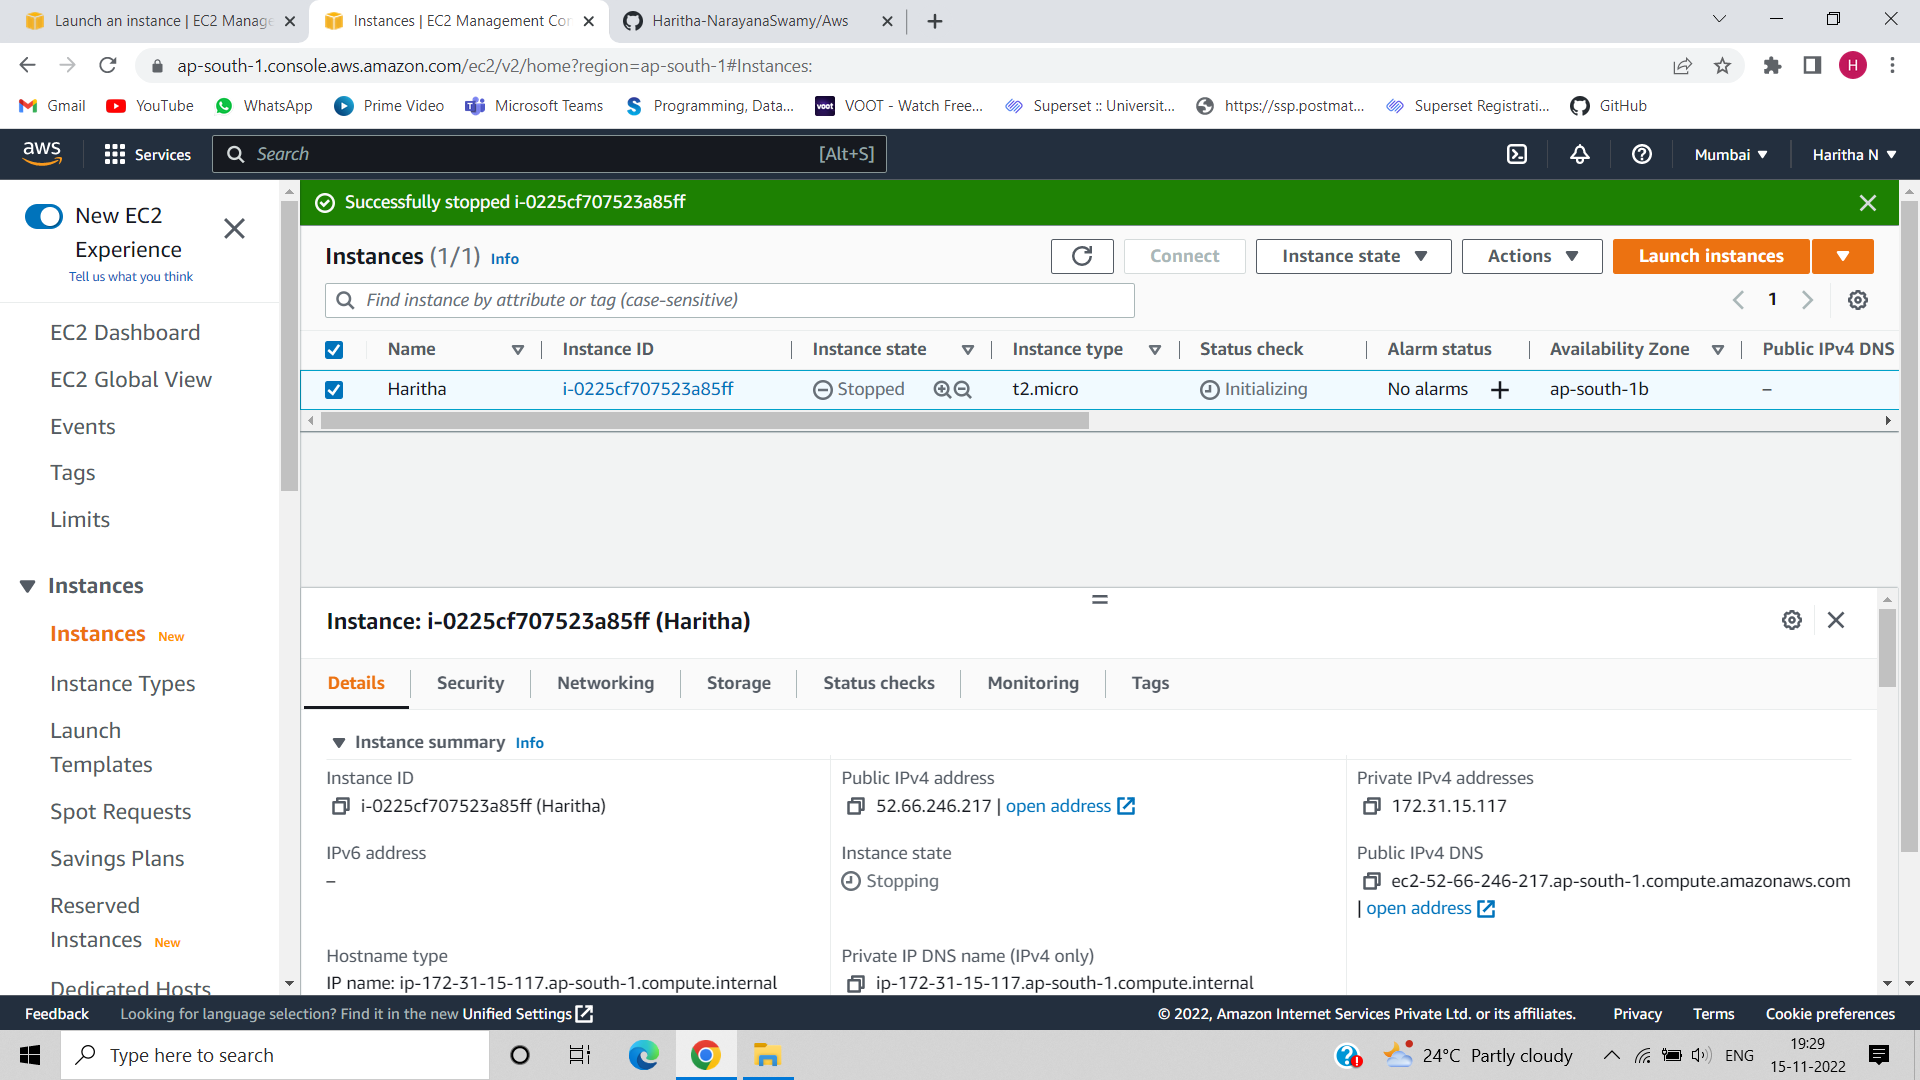 Launch an instance | EC2 Manage
Instances | EC2 Management Con
Haritha-NarayanaSwamy/Aws
ap-south-1.console.aws.amazon.com/ec2/v2/home?region=ap-south-1#Instances:
H
Gmail
YouTube
WhatsApp
Prime Video
Microsoft Teams
Programming, Data...
voot
VOOT - Watch Free...
Superset :: Universit...
https://ssp.postmat...
Superset Registrati...
GitHub
aws
Services
Search
[Alt+S]
Mumbai
Haritha N
New EC2
Experience
Tell us what you think
EC2 Dashboard
EC2 Global View
Events
Tags
Limits
Instances
Instances New
Instance Types
Launch
Templates
Spot Requests
Savings Plans
Reserved
Instances New
Dedicated Hosts
Successfully stopped i-0225cf707523a85ff
Instances (1/1) Info
Connect
Instance state
Actions
Launch instances
Find instance by attribute or tag (case-sensitive)
1
Name
Instance ID
Instance state
Instance type
Status check
Alarm status
Availability Zone
Public IPv4 DNS
Haritha
i-0225cf707523a85ff
Stopped
t2.micro
Initializing
No alarms
ap-south-1b
–
Instance: i-0225cf707523a85ff (Haritha)
Details
Security
Networking
Storage
Status checks
Monitoring
Tags
Instance summary Info
Instance ID
i-0225cf707523a85ff (Haritha)
Public IPv4 address
52.66.246.217 | open address
Private IPv4 addresses
172.31.15.117
IPv6 address
–
Instance state
Stopping
Public IPv4 DNS
ec2-52-66-246-217.ap-south-1.compute.amazonaws.com
| open address
Hostname type
IP name: ip-172-31-15-117.ap-south-1.compute.internal
Private IP DNS name (IPv4 only)
ip-172-31-15-117.ap-south-1.compute.internal
Feedback
Looking for language selection? Find it in the new Unified Settings
© 2022, Amazon Internet Services Private Ltd. or its affiliates.
Privacy
Terms
Cookie preferences
Type here to search
24°C Partly cloudy
ENG
19:29
15-11-2022